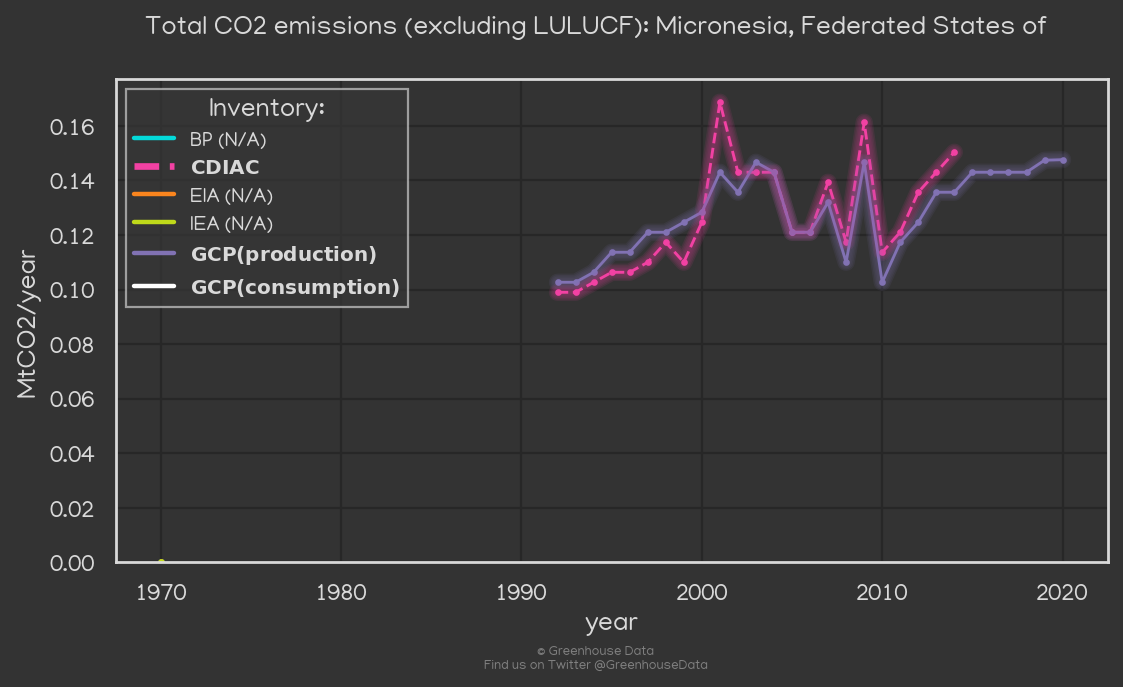 Total CO2 emissions (excluding LULUCF): Micronesia, Federated States of
Inventory:
BP (N/A)
CDIAC
EIA (N/A)
IEA (N/A)
GCP(production)
GCP(consumption)
MtCO2/year
0.16
0.14
0.12
0.10
0.08
0.06
0.04
0.02
0.00
1970 1980 1990 2000 2010 2020
year
© Greenhouse Data
Find us on Twitter @GreenhouseData